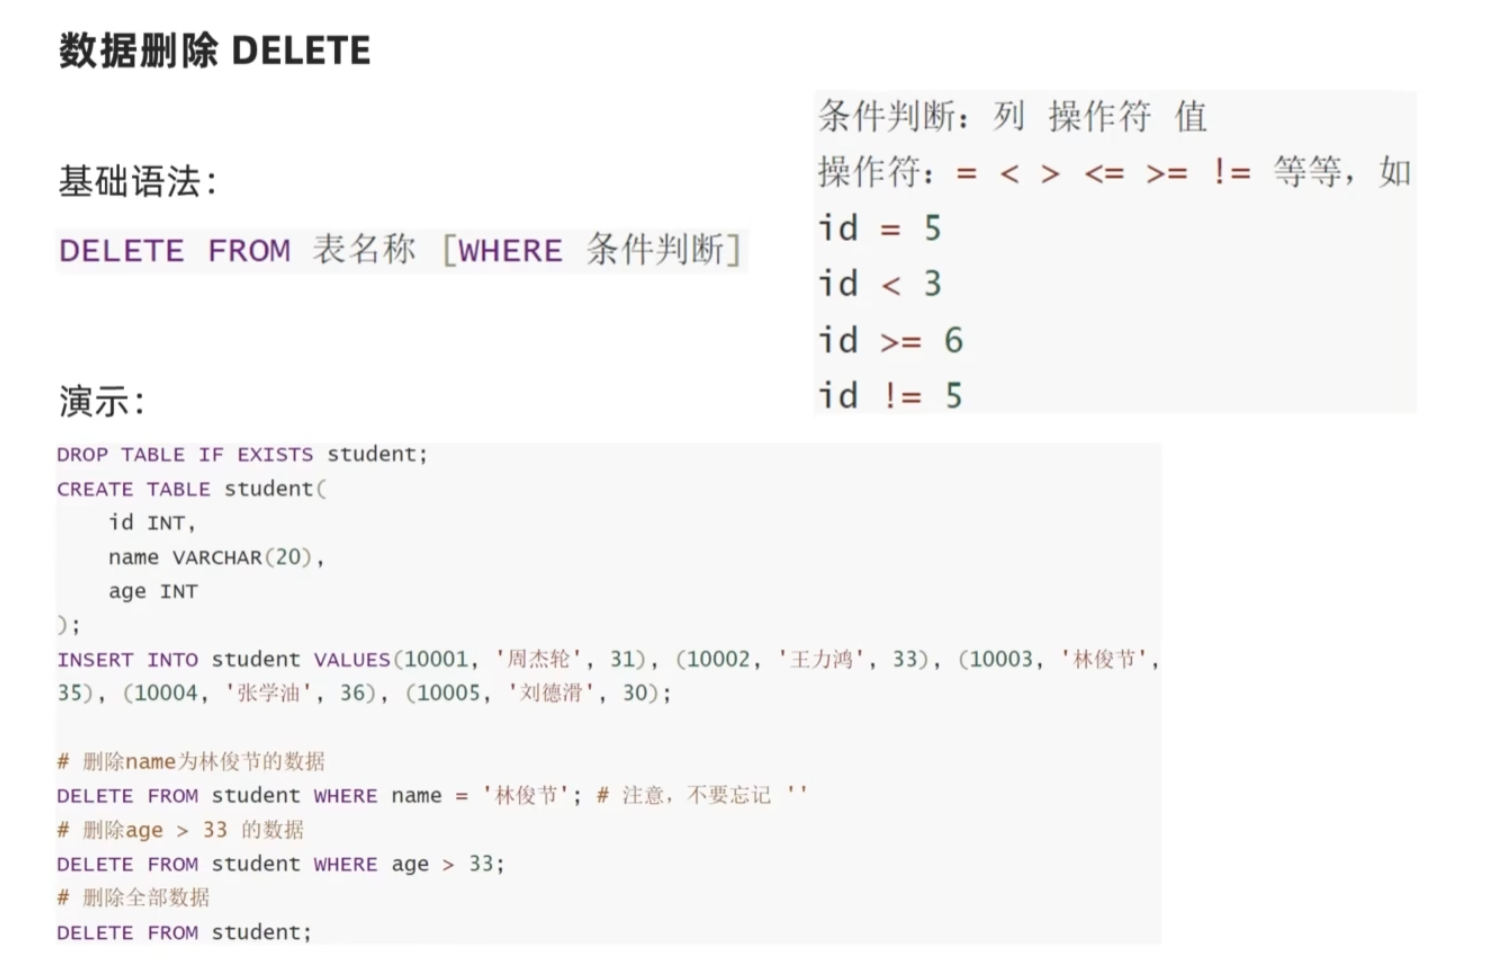 数据删除 DELETE
基础语法：
DELETE FROM 表名称 [WHERE 条件判断]
条件判断：列 操作符 值
操作符：= < > <= >= != 等等，如
id = 5
id < 3
id >= 6
id != 5
演示：
DROP TABLE IF EXISTS student;
CREATE TABLE student(
    id INT,
    name VARCHAR(20),
    age INT
);
INSERT INTO student VALUES(10001, '周杰轮', 31), (10002, '王力鸿', 33), (10003, '林俊节',
35), (10004, '张学油', 36), (10005, '刘德滑', 30);
# 删除name为林俊节的数据
DELETE FROM student WHERE name = '林俊节'; # 注意，不要忘记 ''
# 删除age > 33 的数据
DELETE FROM student WHERE age > 33;
# 删除全部数据
DELETE FROM student;